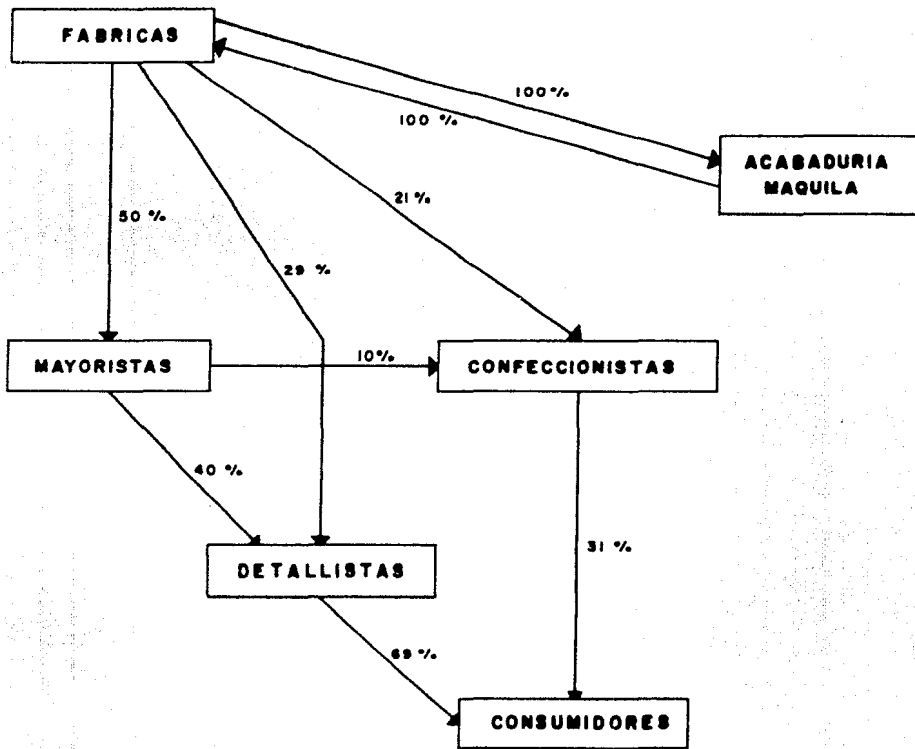 FABRICAS
100%
100%
ACABADURIA
MAQUILA
21%
50%
29%
MAYORISTAS
10%
CONFECCIONISTAS
40%
31%
DETALLISTAS
69%
CONSUMIDORES